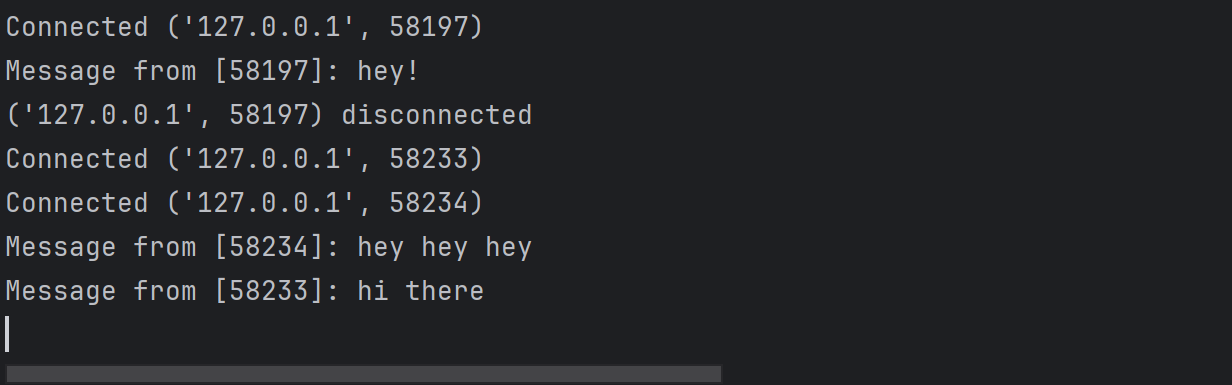 Connected ('127.0.0.1', 58197)
Message from [58197]: hey!
('127.0.0.1', 58197) disconnected
Connected ('127.0.0.1', 58233)
Connected ('127.0.0.1', 58234)
Message from [58234]: hey hey hey
Message from [58233]: hi there